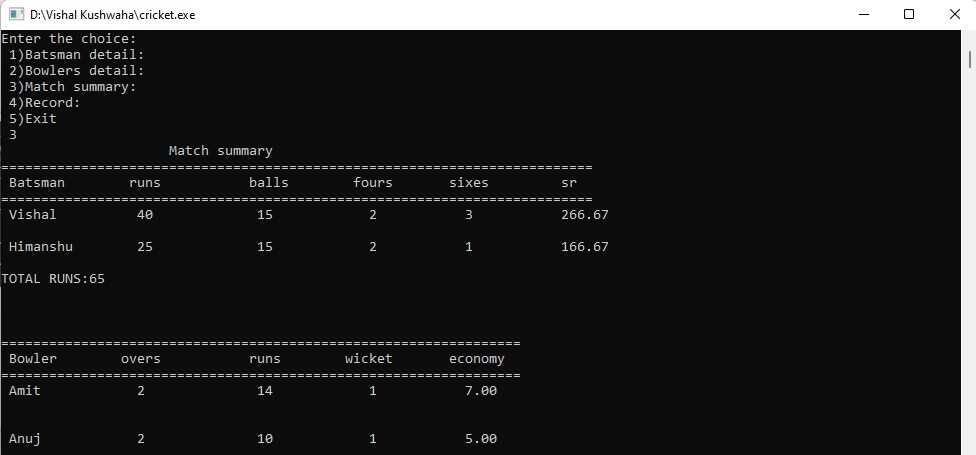 D:\Vishal Kushwaha\cricket.exe
Enter the choice:
1)Batsman detail:
2)Bowlers detail:
3)Match summary:
4)Record:
5)Exit
3
Match summary
==========================================================================
Batsman runs balls fours sixes sr
==========================================================================
Vishal 40 15 2 3 266.67
Himanshu 25 15 2 1 166.67
TOTAL RUNS:65
=================================================================
Bowler overs runs wicket economy
=================================================================
Amit 2 14 1 7.00
Anuj 2 10 1 5.00